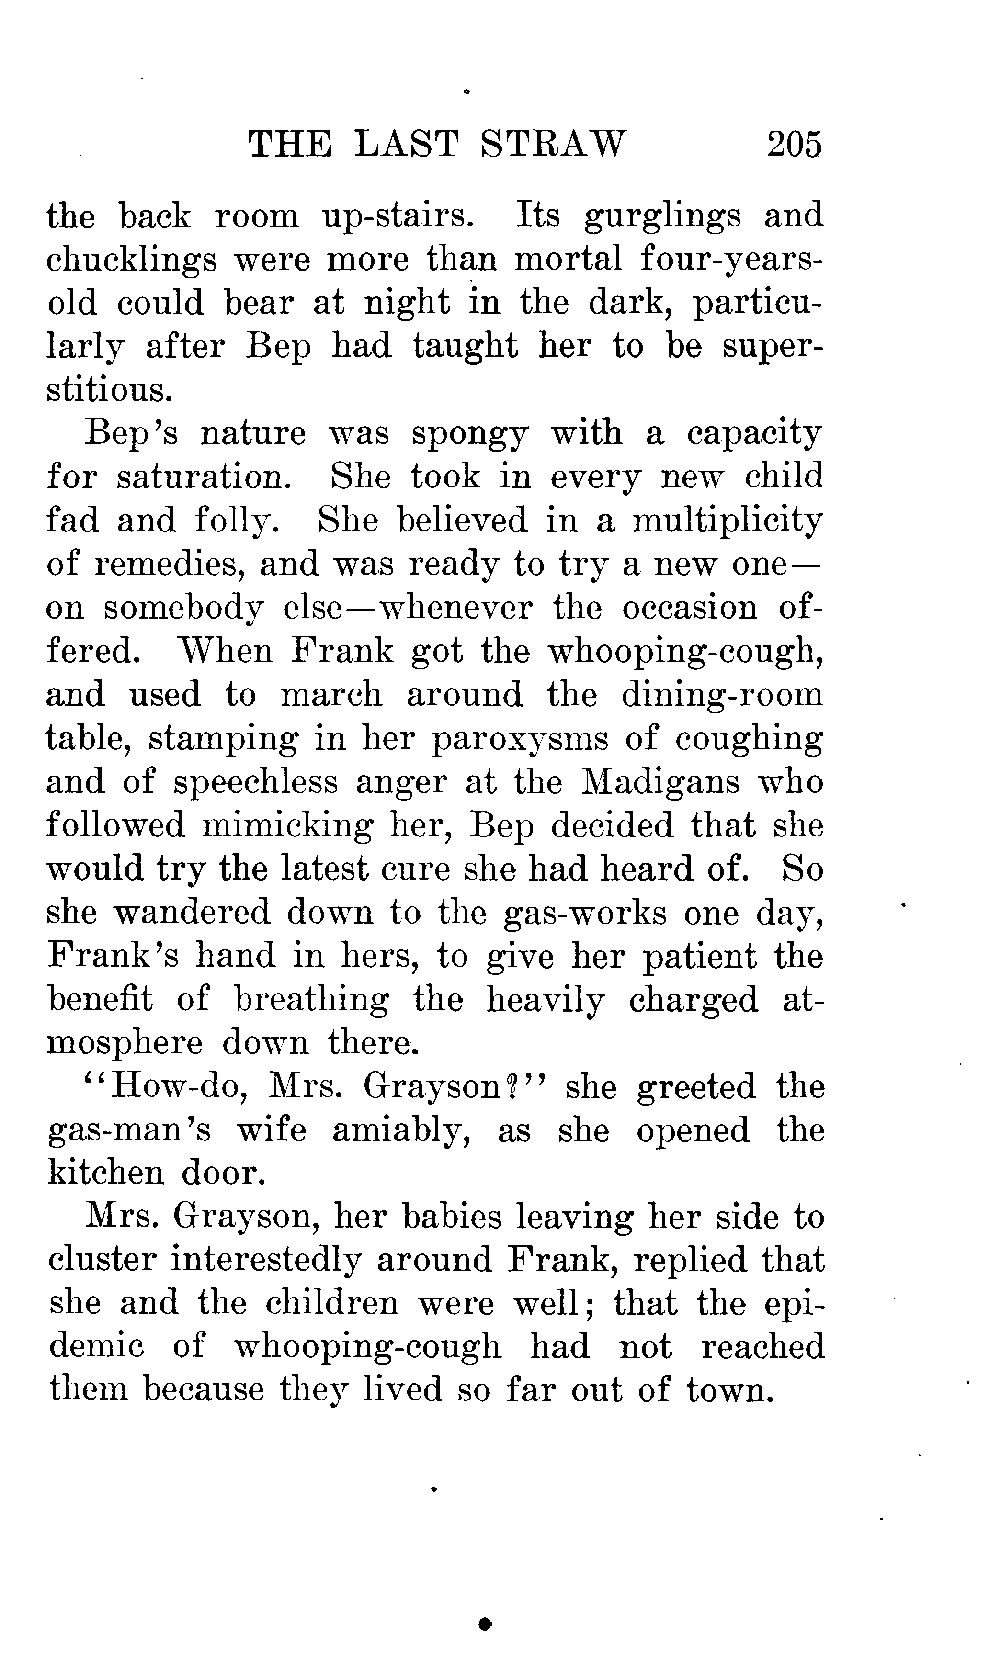 THE LAST STRAW 205
the back room up-stairs. Its gurglings and
chucklings were more than mortal four-years-
old could bear at night in the dark, particu-
larly after Bep had taught her to be super-
stitious.
Bep's nature was spongy with a capacity
for saturation. She took in every new child
fad and folly. She believed in a multiplicity
of remedies, and was ready to try a new one—
on somebody else—whenever the occasion of-
fered. When Frank got the whooping-cough,
and used to march around the dining-room
table, stamping in her paroxysms of coughing
and of speechless anger at the Madigans who
followed mimicking her, Bep decided that she
would try the latest cure she had heard of. So
she wandered down to the gas-works one day,
Frank's hand in hers, to give her patient the
benefit of breathing the heavily charged at-
mosphere down there.
"How-do, Mrs. Grayson?" she greeted the
gas-man's wife amiably, as she opened the
kitchen door.
Mrs. Grayson, her babies leaving her side to
cluster interestedly around Frank, replied that
she and the children were well; that the epi-
demic of whooping-cough had not reached
them because they lived so far out of town.